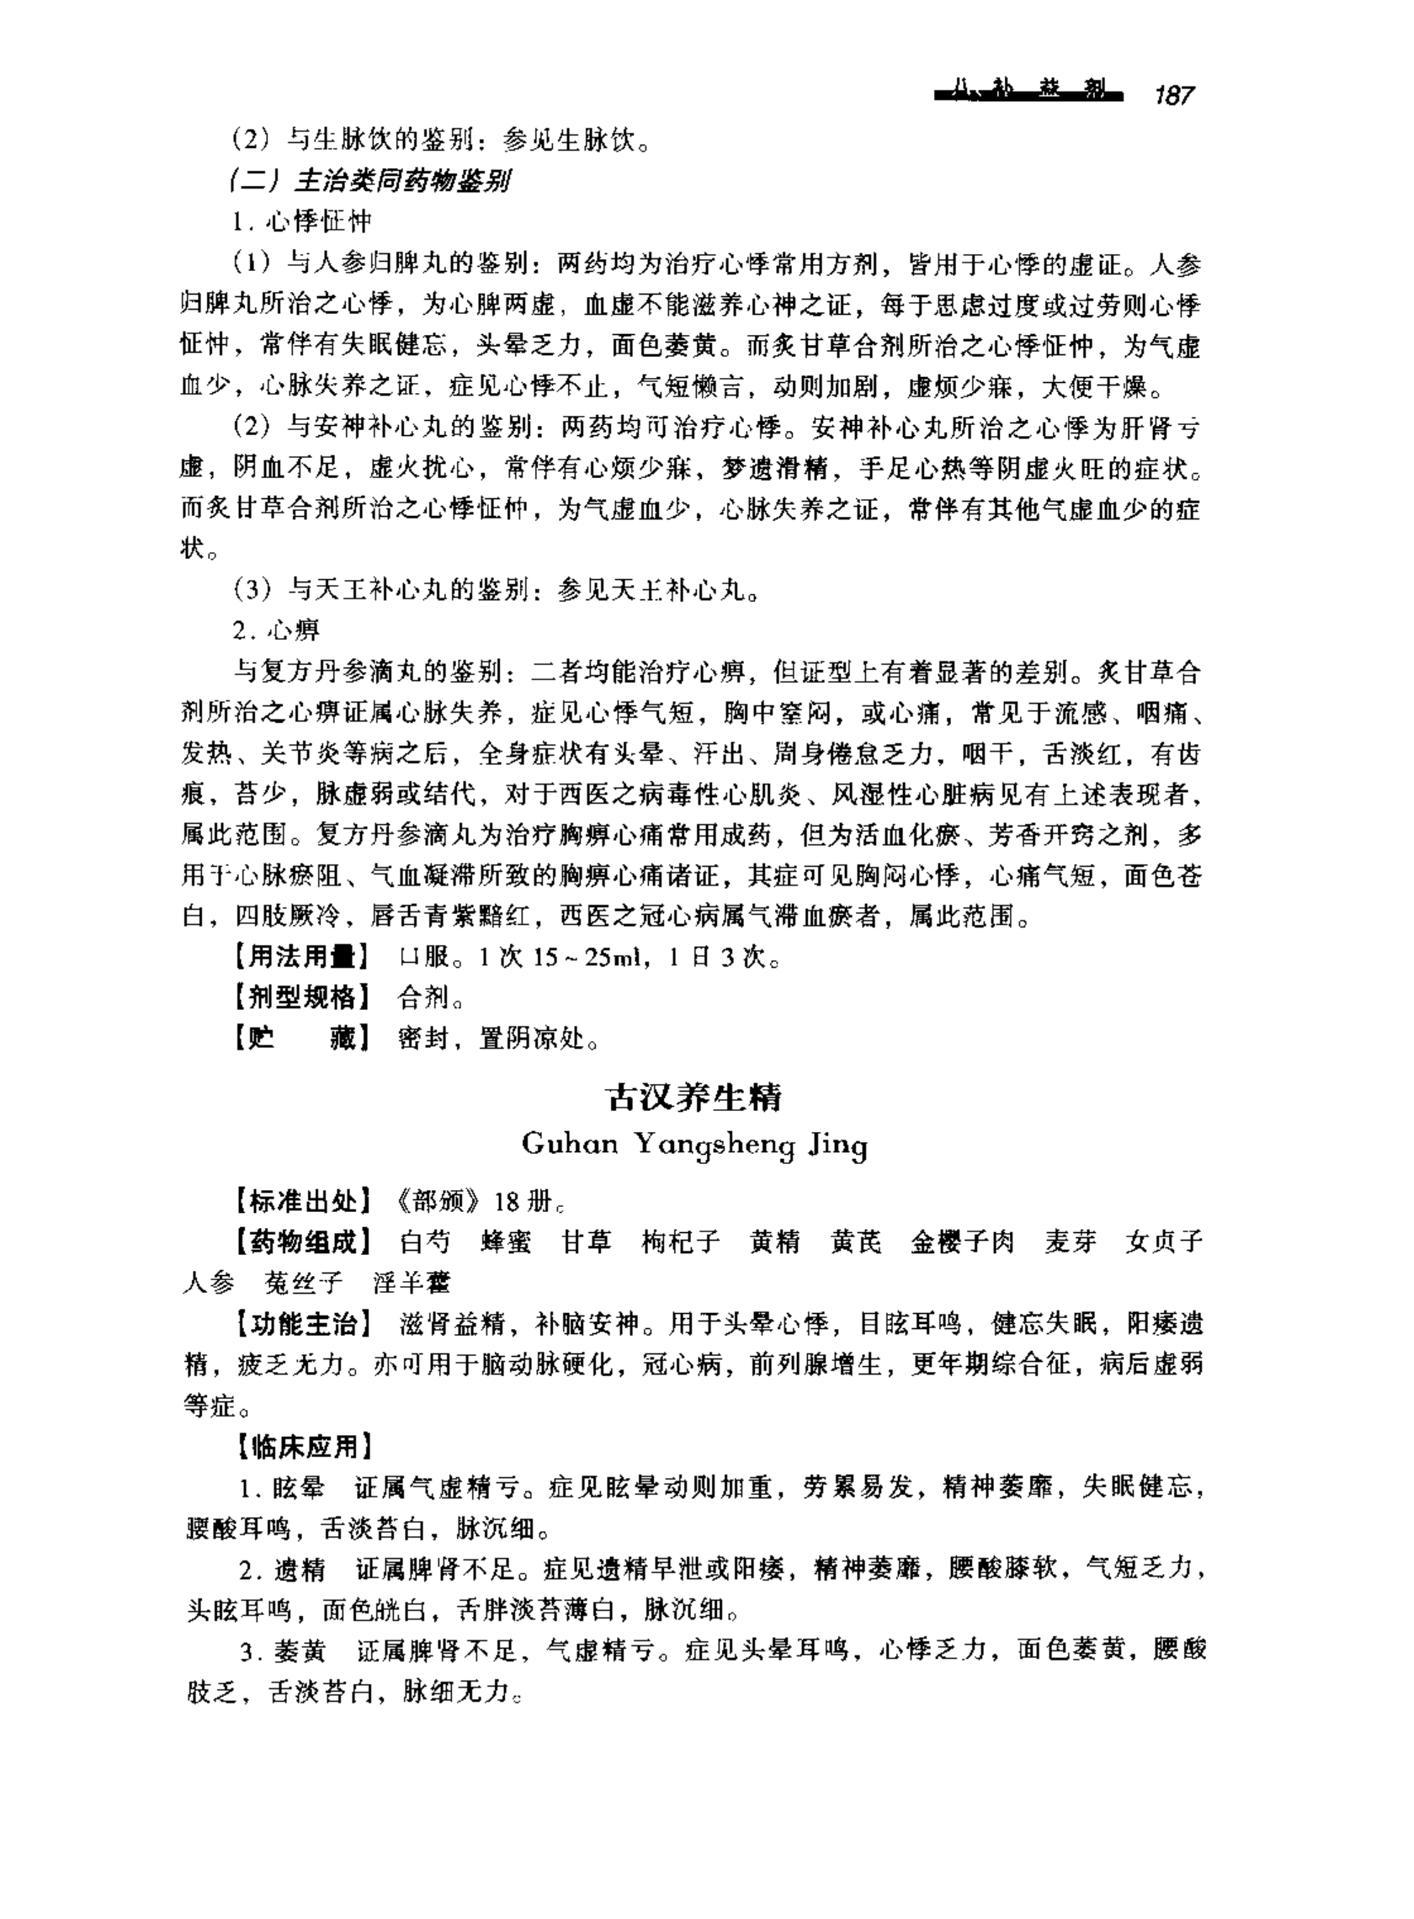 八、补 益 剂 187
(2) 与生脉饮的鉴别：参见生脉饮。
(二) 主治类同药物鉴别
1. 心悸怔忡
(1) 与人参归脾丸的鉴别：两药均为治疗心悸常用方剂，皆用于心悸的虚证。人参
归脾丸所治之心悸，为心脾两虚，血虚不能滋养心神之证，每于思虑过度或过劳则心悸
怔忡，常伴有失眠健忘，头晕乏力，面色萎黄。而炙甘草合剂所治之心悸怔忡，为气虚
血少，心脉失养之证，症见心悸不止，气短懒言，动则加剧，虚烦少寐，大便干燥。
(2) 与安神补心丸的鉴别：两药均可治疗心悸。安神补心丸所治之心悸为肝肾亏
虚，阴血不足，虚火扰心，常伴有心烦少寐，梦遗滑精，手足心热等阴虚火旺的症状。
而炙甘草合剂所治之心悸怔忡，为气虚血少，心脉失养之证，常伴有其他气虚血少的症
状。
(3) 与天王补心丸的鉴别：参见天王补心丸。
2. 心痹
与复方丹参滴丸的鉴别：二者均能治疗心痹，但证型上有着显著的差别。炙甘草合
剂所治之心痹证属心脉失养，症见心悸气短，胸中窒闷，或心痛，常见于流感、咽痛、
发热、关节炎等病之后，全身症状有头晕、汗出、周身倦怠乏力，咽干，舌淡红，有齿
痕，苔少，脉虚弱或结代，对于西医之病毒性心肌炎、风湿性心脏病见有上述表现者，
属此范围。复方丹参滴丸为治疗胸痹心痛常用成药，但为活血化瘀、芳香开窍之剂，多
用于心脉瘀阻、气血凝滞所致的胸痹心痛诸证，其症可见胸闷心悸，心痛气短，面色苍
白，四肢厥冷，唇舌青紫黯红，西医之冠心病属气滞血瘀者，属此范围。
【用法用量】 口服。1 次 15～25ml，1 日 3 次。
【剂型规格】 合剂。
【贮　　藏】 密封，置阴凉处。
古汉养生精
Guhan Yangsheng Jing
【标准出处】《部颁》18 册。
【药物组成】 白芍　蜂蜜　甘草　枸杞子　黄精　黄芪　金樱子肉　麦芽　女贞子
人参　菟丝子　淫羊藿
【功能主治】 滋肾益精，补脑安神。用于头晕心悸，目眩耳鸣，健忘失眠，阳痿遗
精，疲乏无力。亦可用于脑动脉硬化，冠心病，前列腺增生，更年期综合征，病后虚弱
等症。
【临床应用】
1. 眩晕　证属气虚精亏。症见眩晕动则加重，劳累易发，精神萎靡，失眠健忘，
腰酸耳鸣，舌淡苔白，脉沉细。
2. 遗精　证属脾肾不足。症见遗精早泄或阳痿，精神萎靡，腰酸膝软，气短乏力，
头眩耳鸣，面色㿠白，舌胖淡苔薄白，脉沉细。
3. 萎黄　证属脾肾不足，气虚精亏。症见头晕耳鸣，心悸乏力，面色萎黄，腰酸
肢乏，舌淡苔白，脉细无力。